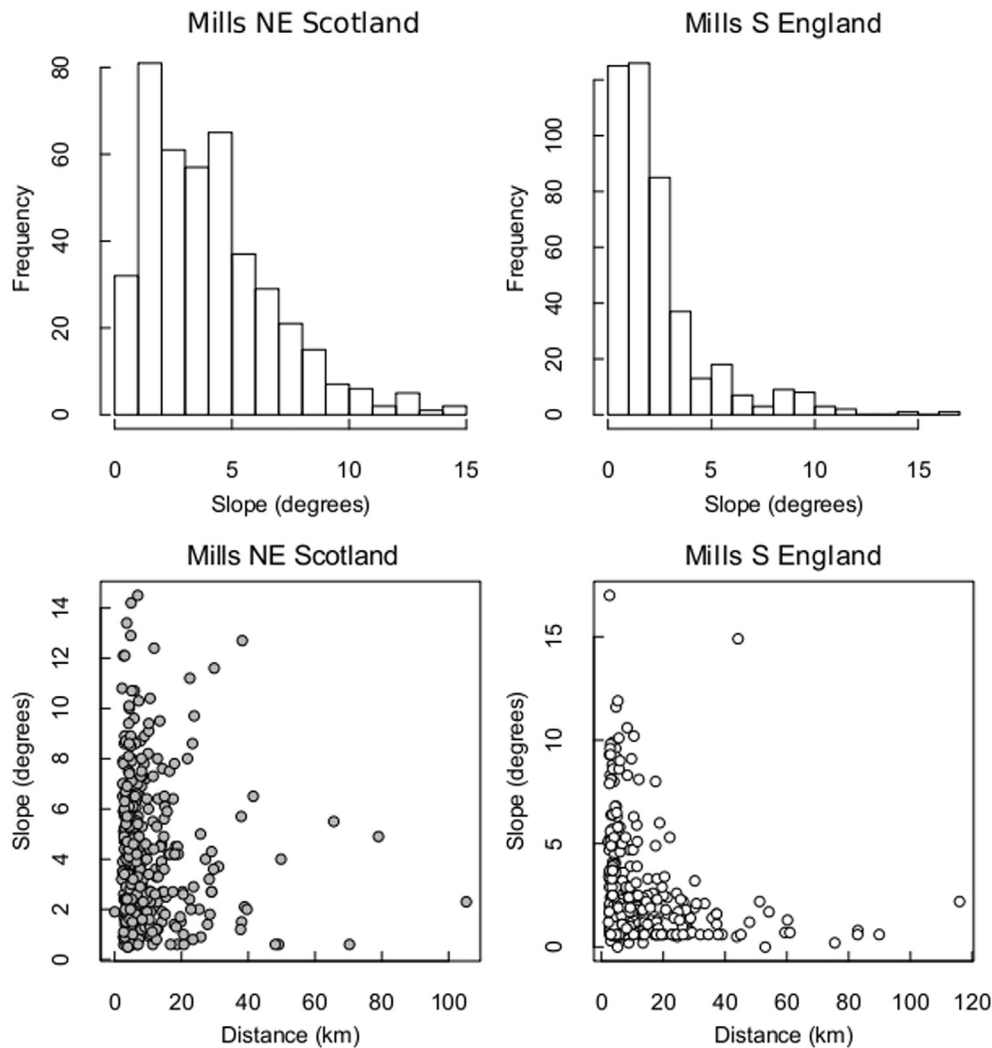 Mills NE Scotland
80
60
40
20
0
Frequency
0 5 10 15
Slope (degrees)
Mills S England
100
80
60
40
20
0
Frequency
0 5 10 15
Slope (degrees)
Mills NE Scotland
14
12
10
8
6
4
2
0
Slope (degrees)
0 20 40 60 80 100
Distance (km)
Mills S England
15
10
5
0
Slope (degrees)
0 20 40 60 80 100 120
Distance (km)